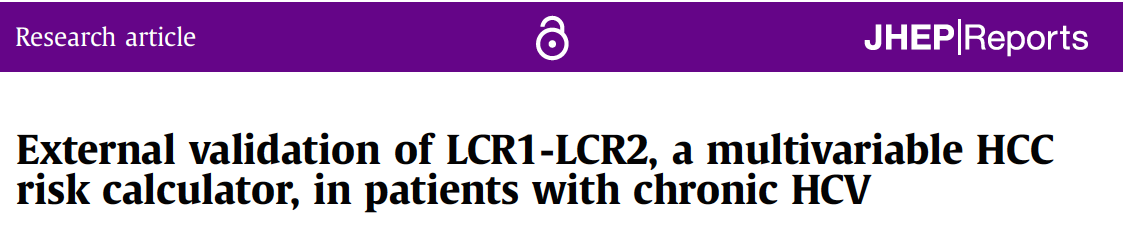 Research article
JHEP|Reports
External validation of LCR1-LCR2, a multivariable HCC
risk calculator, in patients with chronic HCV